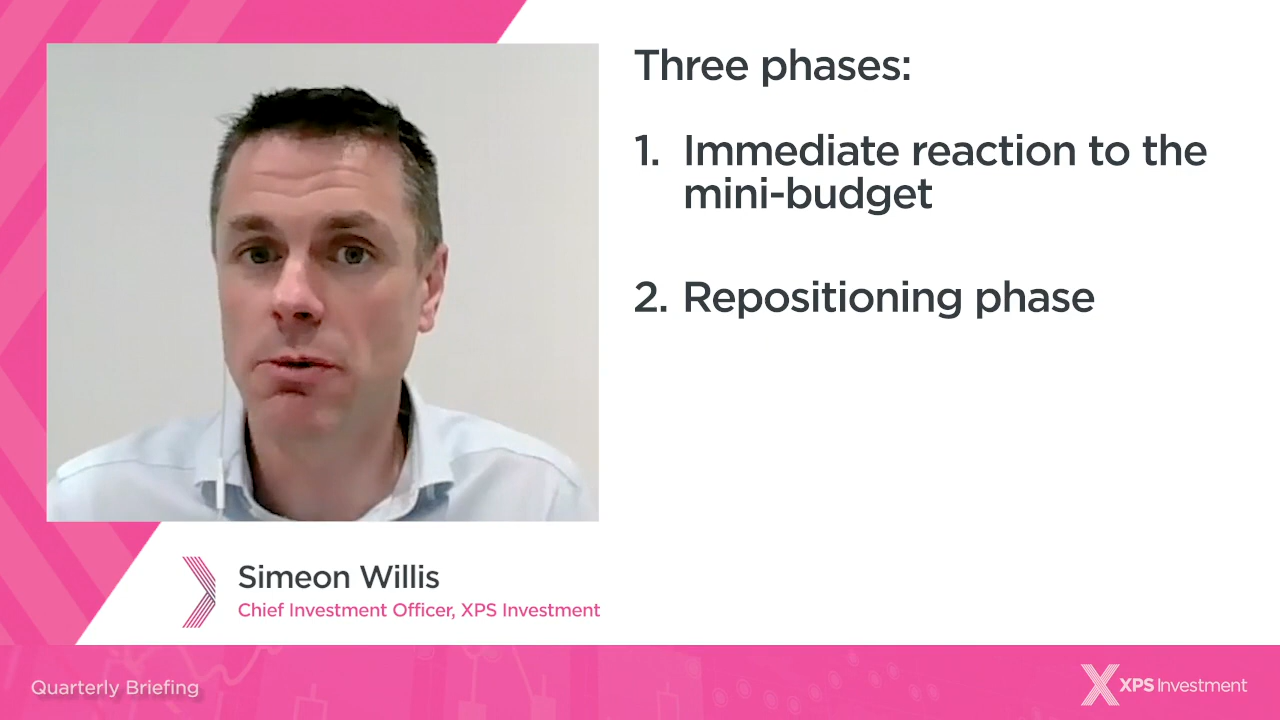 Three phases:
1. Immediate reaction to the
mini-budget
2. Repositioning phase
Simeon Willis
Chief Investment Officer, XPS Investment
Quarterly Briefing
XPS Investment